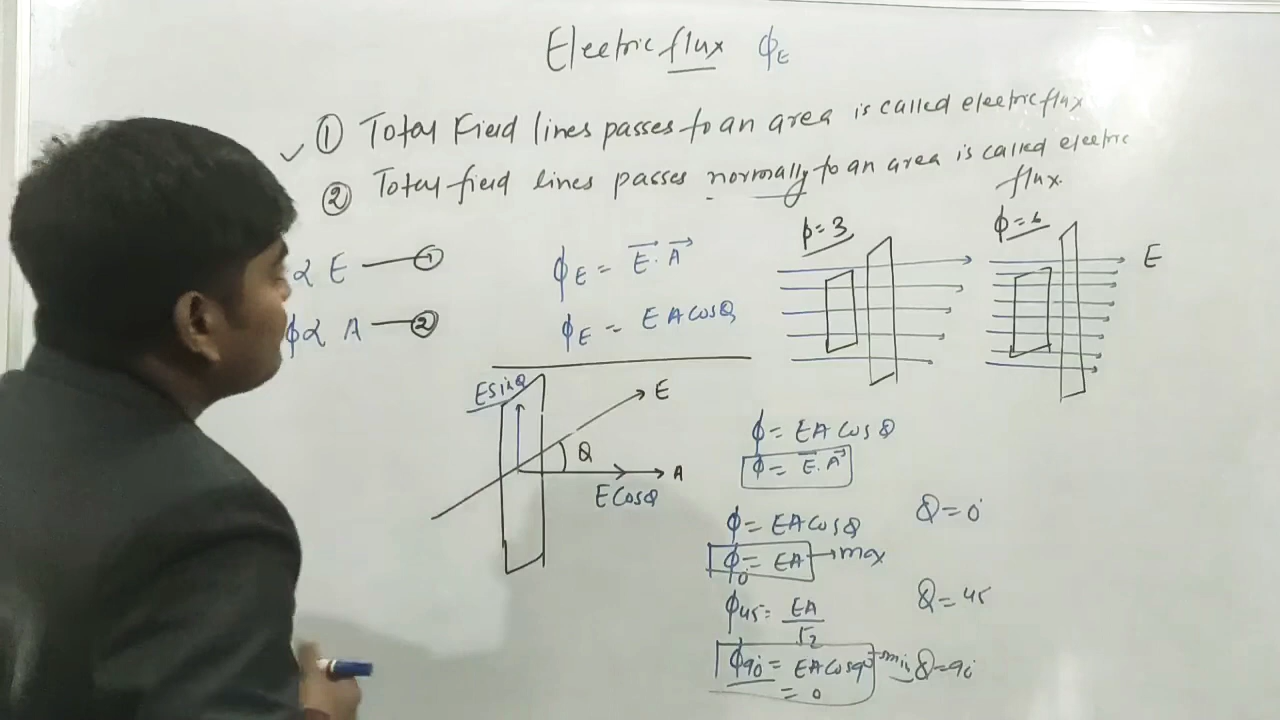 Electric flux ϕE
① Total Field lines passes to an area is called electric flux
② Total field lines passes normally to an area is called electric
flux.
α E — ①
ϕ α A — ②
ϕE = E⃗ . A⃗
ϕE = EA cosθ
ϕ = 3
ϕ = 6
E
E sinθ
E
θ
A
E Cosθ
ϕ = EA cosθ
ϕ = E⃗ . A⃗
ϕ = EA cosθ
θ = 0°
ϕ0 = EA → max
ϕ45 = EA/√2
θ = 45
ϕ90° = EA cos90° → min
θ = 90°
= 0